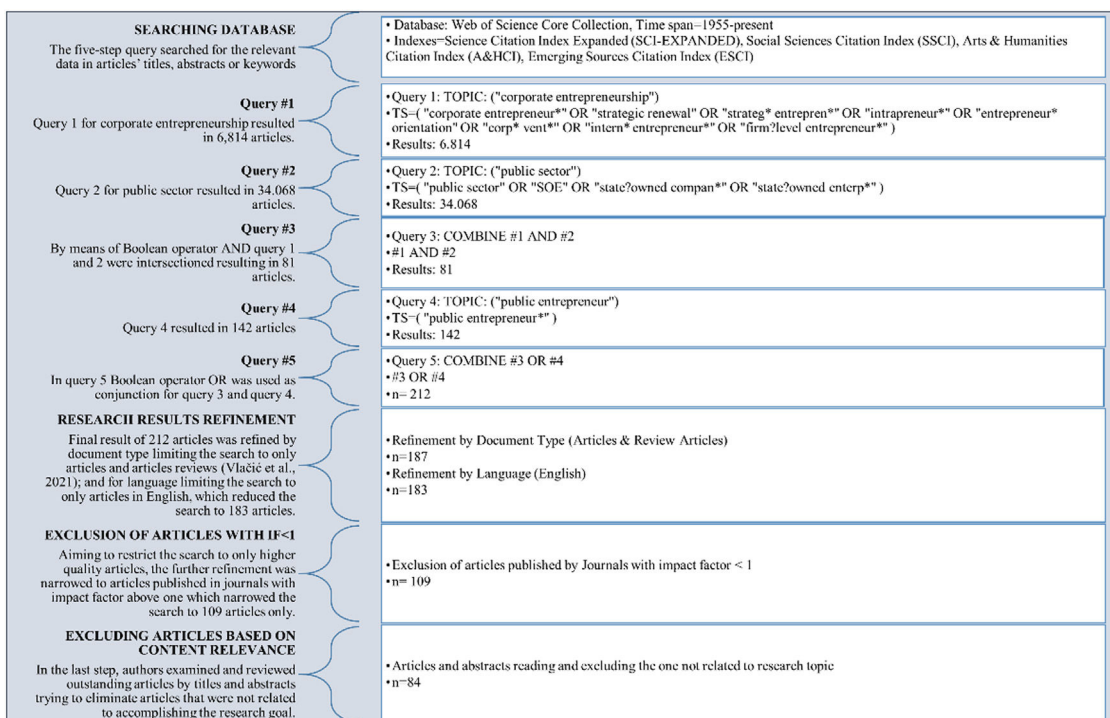 SEARCHING DATABASE
The five-step query searched for the relevant
data in articles' titles, abstracts or keywords
• Database: Web of Science Core Collection, Time span=1955-present
• Indexes=Science Citation Index Expanded (SCI-EXPANDED), Social Sciences Citation Index (SSCI), Arts & Humanities
Citation Index (A&HCI), Emerging Sources Citation Index (ESCI)
Query #1
Query 1 for corporate entrepreneurship resulted
in 6,814 articles.
•Query 1: TOPIC: ("corporate entrepreneurship")
•TS=( "corporate entrepreneur*" OR "strategic renewal" OR "strateg* entrepren*" OR "intrapreneur*" OR "entrepreneur*
orientation" OR "corp* vent*" OR "intern* entrepreneur*" OR "firm?level entrepreneur*" )
•Results: 6.814
Query #2
Query 2 for public sector resulted in 34.068
articles.
•Query 2: TOPIC: ("public sector")
•TS=( "public sector" OR "SOE" OR "state?owned compan*" OR "state?owned enterp*" )
•Results: 34.068
Query #3
By means of Boolean operator AND query 1
and 2 were intersectioned resulting in 81
articles.
•Query 3: COMBINE #1 AND #2
•#1 AND #2
•Results: 81
Query #4
Query 4 resulted in 142 articles
•Query 4: TOPIC: ("public entrepreneur")
•TS=( "public entrepreneur*" )
•Results: 142
Query #5
In query 5 Boolean operator OR was used as
conjunction for query 3 and query 4.
•Query 5: COMBINE #3 OR #4
•#3 OR #4
•n= 212
RESEARCH RESULTS REFINEMENT
Final result of 212 articles was refined by
document type limiting the search to only
articles and articles reviews (Vlačić et al.,
2021); and for language limiting the search to
only articles in English, which reduced the
search to 183 articles.
•Refinement by Document Type (Articles & Review Articles)
•n=187
•Refinement by Language (English)
•n=183
EXCLUSION OF ARTICLES WITH IF<1
Aiming to restrict the search to only higher
quality articles, the further refinement was
narrowed to articles published in journals with
impact factor above one which narrowed the
search to 109 articles only.
•Exclusion of articles published by Journals with impact factor < 1
•n= 109
EXCLUDING ARTICLES BASED ON
CONTENT RELEVANCE
In the last step, authors examined and reviewed
outstanding articles by titles and abstracts
trying to eliminate articles that were not related
to accomplishing the research goal.
•Articles and abstracts reading and excluding the one not related to research topic
•n=84